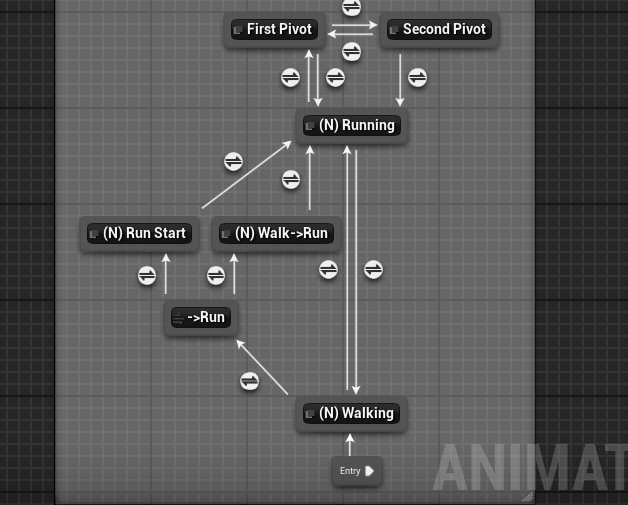 First Pivot
Second Pivot
(N) Running
(N) Run Start
(N) Walk->Run
->Run
(N) Walking
Entry
ANIMAT